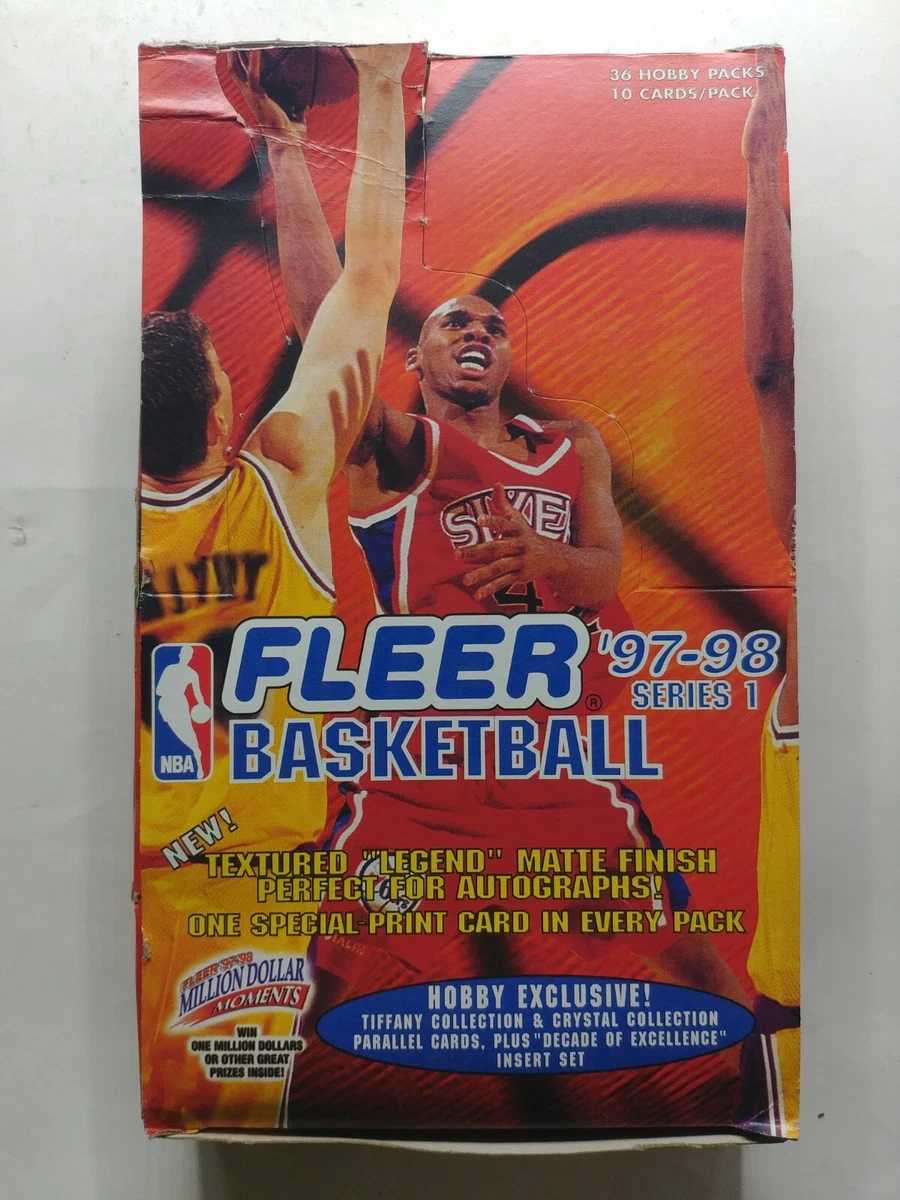 36 HOBBY PACKS
10 CARDS/PACK
FLEER ®
'97-98
SERIES 1
BASKETBALL
NBA
NEW!
TEXTURED "LEGEND" MATTE FINISH
PERFECT FOR AUTOGRAPHS!
ONE SPECIAL-PRINT CARD IN EVERY PACK
FLEER '97-'98
MILLION DOLLAR
MOMENTS
WIN
ONE MILLION DOLLARS
OR OTHER GREAT
PRIZES INSIDE!
HOBBY EXCLUSIVE!
TIFFANY COLLECTION & CRYSTAL COLLECTION
PARALLEL CARDS, PLUS "DECADE OF EXCELLENCE"
INSERT SET